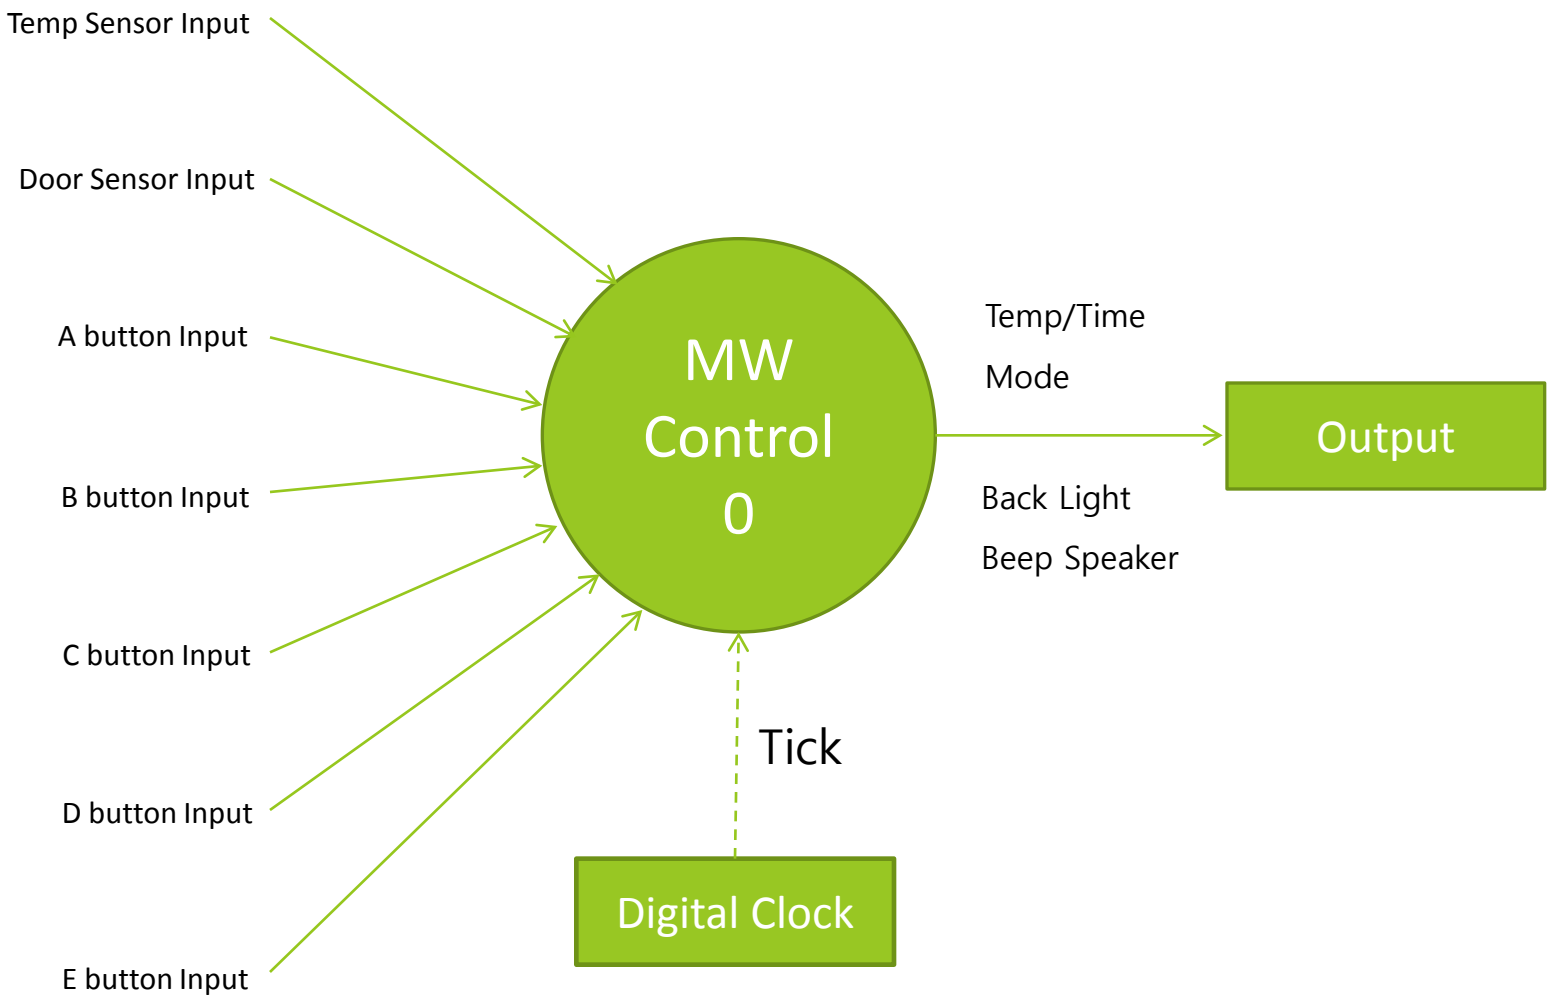 Temp Sensor Input
Door Sensor Input
A button Input
B button Input
C button Input
D button Input
E button Input
MW
Control
0
Temp/Time
Mode
Back Light
Beep Speaker
Output
Tick
Digital Clock